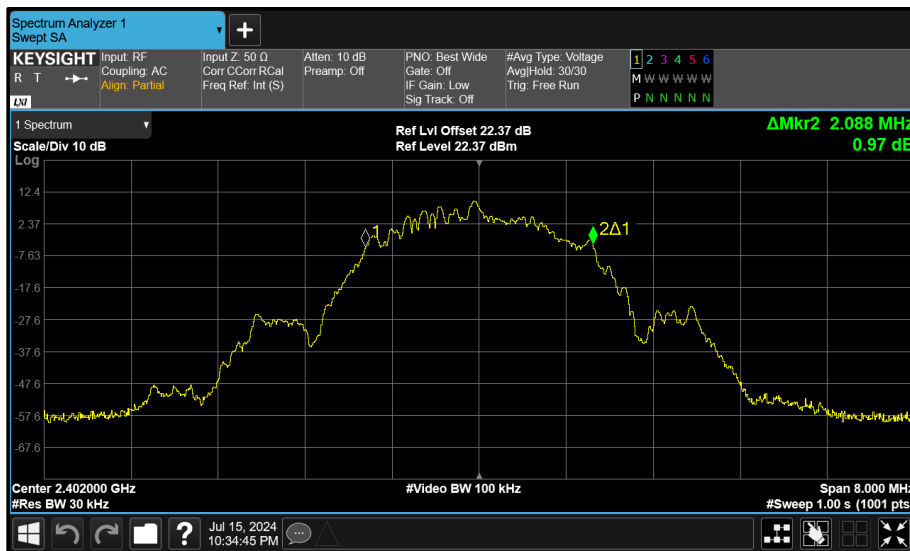 Spectrum Analyzer 1
Swept SA
+
KEYSIGHT
R T
LXI
Input: RF
Coupling: AC
Align: Partial
Input Z: 50 Ω
Corr CCorr RCal
Freq Ref: Int (S)
Atten: 10 dB
Preamp: Off
PNO: Best Wide
Gate: Off
IF Gain: Low
Sig Track: Off
#Avg Type: Voltage
Avg|Hold: 30/30
Trig: Free Run
1 2 3 4 5 6
M W W W W W
P N N N N N
1 Spectrum
Scale/Div 10 dB
Ref Lvl Offset 22.37 dB
Ref Level 22.37 dBm
ΔMkr2 2.088 MHz
0.97 dB
Log
12.4
2.37
-7.63
-17.6
-27.6
-37.6
-47.6
-57.6
-67.6
1
2Δ1
Center 2.402000 GHz
#Res BW 30 kHz
#Video BW 100 kHz
Span 8.000 MHz
#Sweep 1.00 s (1001 pts
?
Jul 15, 2024
10:34:45 PM